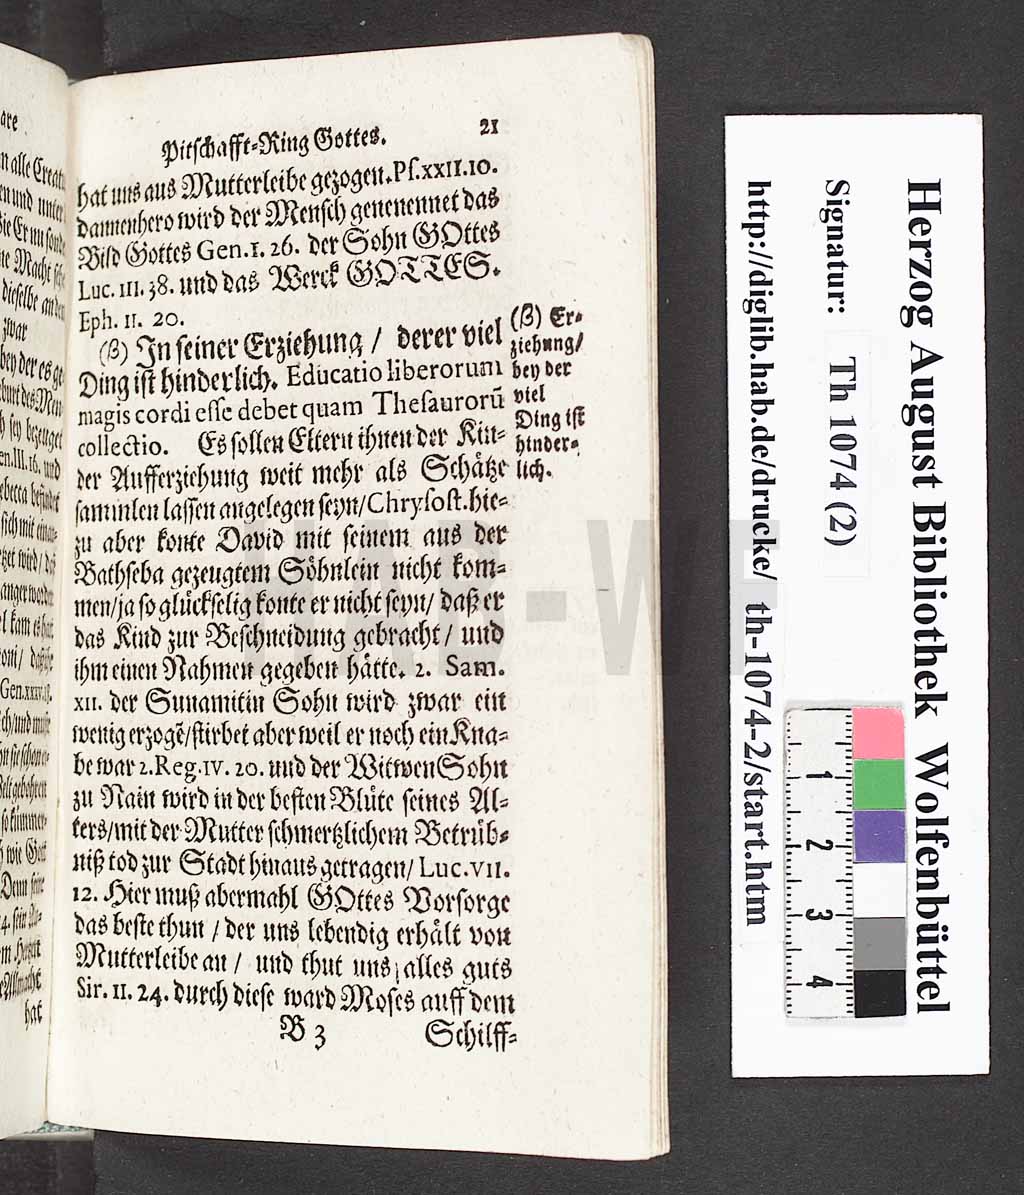 Pitschafft-Ring Gottes. 21
hat uns aus Mutterleibe gezogen. Ps. XXII. 10.
dannenhero wird der Mensch genenennet das
Bild Gottes Gen. I. 26. der Sohn GOttes
Luc. III. 38. und das Werck GOTTES.
Eph. II. 20.
(β) In seiner Erziehung / derer viel
Ding ist hinderlich. Educatio liberorum
magis cordi esse debet quam Thesaurorū
collectio. Es sollen Eltern ihnen der Kin-
der Aufferziehung weit mehr als Schätze
sammlen lassen angelegen seyn/ Chrysost. hie-
zu aber konte David mit seinem aus der
Bathseba gezeugtem Söhnlein nicht kom-
men/ja so glückselig konte er nicht seyn/ daß er
das Kind zur Beschneidung gebracht / und
ihm einen Nahmen gegeben hätte. 2. Sam.
XII. der Sunamitin Sohn wird zwar ein
wenig erzogē/stirbet aber weil er noch ein Kna-
be war 2. Reg. IV. 20. und der Witwen Sohn
zu Nain wird in der besten Blüte seines Al-
ters/mit der Mutter schmertzlichem Betrüb-
niß tod zur Stadt hinaus getragen/ Luc. VII.
12. Hier muß abermahl GOttes Vorsorge
das beste thun / der uns lebendig erhält von
Mutterleibe an / und thut uns alles guts
Sir. II. 24. durch diese ward Moses auff dem
B 3 Schilff-
(β) Er-
ziehung/
bey der
viel
Ding ist
hinder-
lich.
HAB-WF
Herzog August Bibliothek Wolfenbüttel
Signatur: Th 1074 (2)
http://diglib.hab.de/drucke/ th-1074-2/start.htm
1
2
3
4